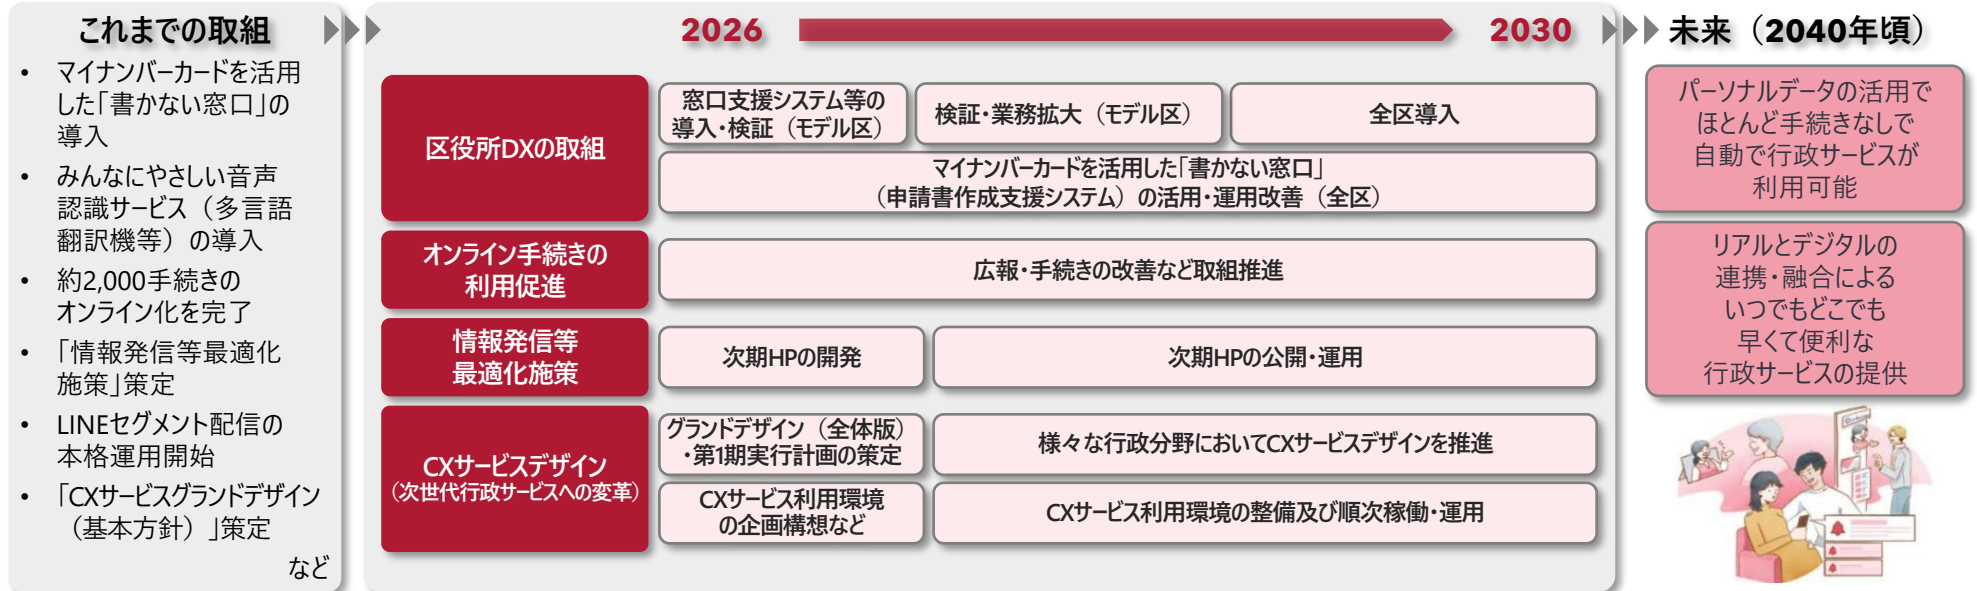 これまでの取組
• マイナンバーカードを活用
した「書かない窓口」の
導入
• みんなにやさしい音声
認識サービス（多言語
翻訳機等）の導入
• 約2,000手続きの
オンライン化を完了
• 「情報発信等最適化
施策」策定
• LINEセグメント配信の
本格運用開始
• 「CXサービスグランドデザイン
（基本方針）」策定
など
2026
2030
区役所DXの取組
窓口支援システム等の
導入・検証（モデル区）
検証・業務拡大（モデル区）
全区導入
マイナンバーカードを活用した「書かない窓口」
（申請書作成支援システム）の活用・運用改善（全区）
オンライン手続きの
利用促進
広報・手続きの改善など取組推進
情報発信等
最適化施策
次期HPの開発
次期HPの公開・運用
CXサービスデザイン
（次世代行政サービスへの変革）
グランドデザイン（全体版）
・第1期実行計画の策定
様々な行政分野においてCXサービスデザインを推進
CXサービス利用環境
の企画構想など
CXサービス利用環境の整備及び順次稼働・運用
未来（2040年頃）
パーソナルデータの活用で
ほとんど手続きなしで
自動で行政サービスが
利用可能
リアルとデジタルの
連携・融合による
いつでもどこでも
早くて便利な
行政サービスの提供